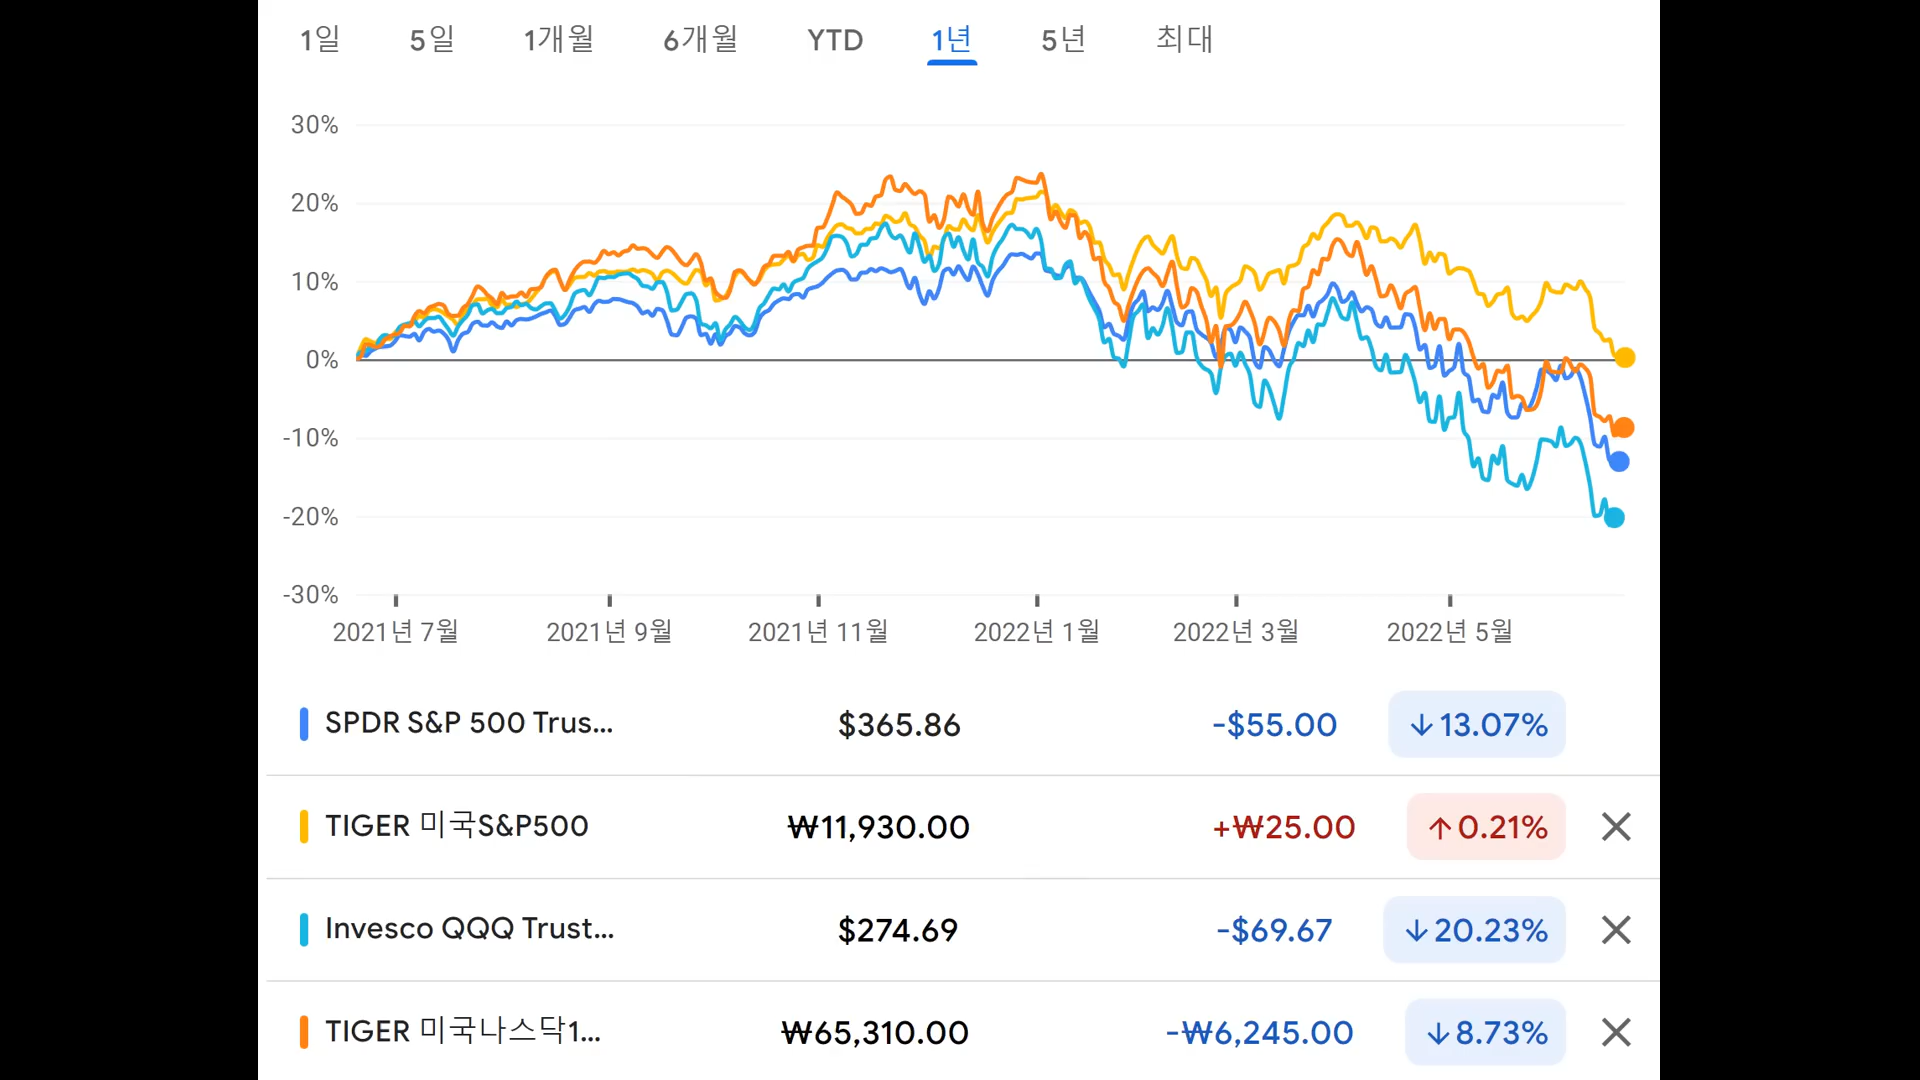 1일 5일 1개월 6개월 YTD 1년 5년 최대
30%
20%
10%
0%
-10%
-20%
-30%
2021년 7월 2021년 9월 2021년 11월 2022년 1월 2022년 3월 2022년 5월
SPDR S&P 500 Trus... $365.86 -$55.00 ↓13.07%
TIGER 미국S&P500 ₩11,930.00 +₩25.00 ↑0.21%
Invesco QQQ Trust... $274.69 -$69.67 ↓20.23%
TIGER 미국나스닥1... ₩65,310.00 -₩6,245.00 ↓8.73%